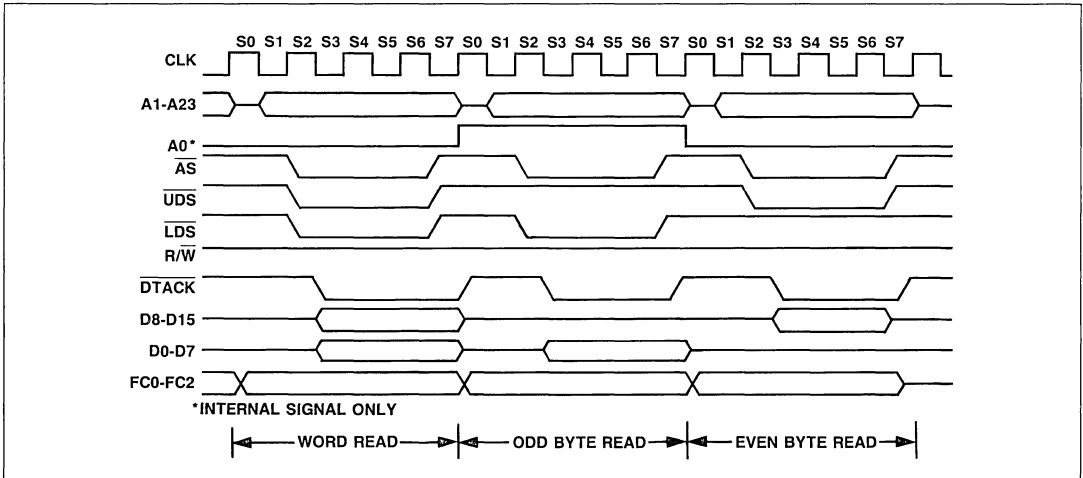 S0 S1 S2 S3 S4 S5 S6 S7 S0 S1 S2 S3 S4 S5 S6 S7 S0 S1 S2 S3 S4 S5 S6 S7
CLK
A1-A23
A0*
AS
UDS
LDS
R/W
DTACK
D8-D15
D0-D7
FC0-FC2
*INTERNAL SIGNAL ONLY
WORD READ ODD BYTE READ EVEN BYTE READ